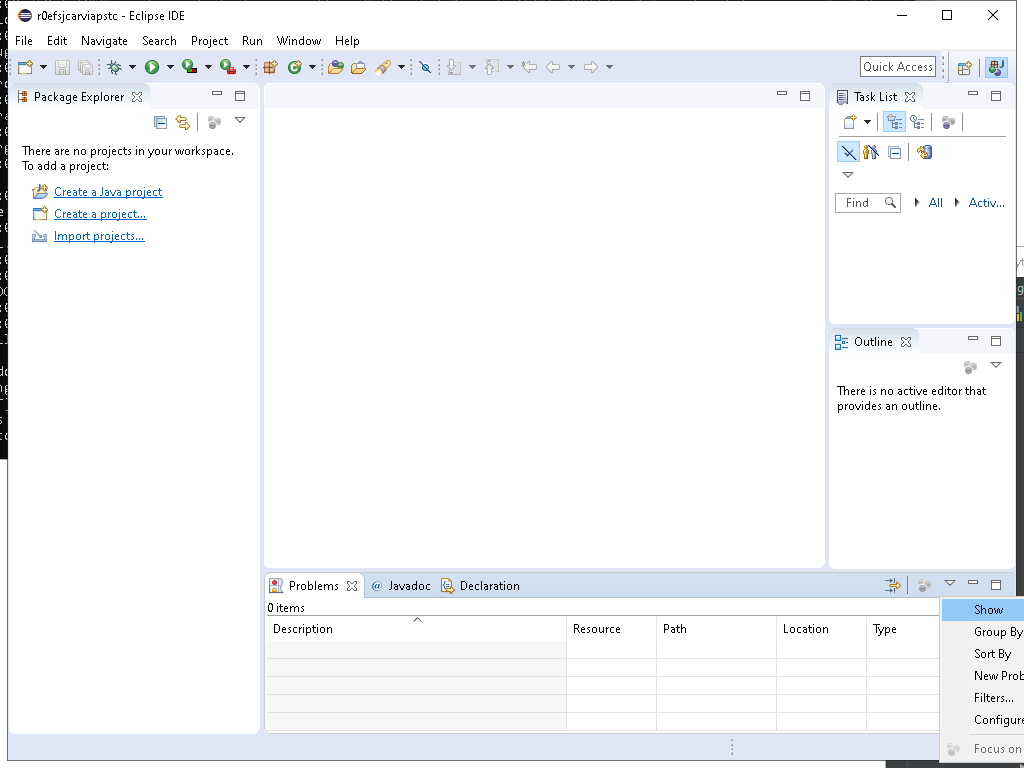 r0efsjcarviapstc - Eclipse IDE
File Edit Navigate Search Project Run Window Help
Quick Access
Package Explorer
Task List
There are no projects in your workspace.
To add a project:
Create a Java project
Create a project...
Import projects...
Find
All
Activ...
Outline
There is no active editor that
provides an outline.
Problems
@ Javadoc
Declaration
0 items
Description Resource Path Location Type
Show
Group By
Sort By
New Prob
Filters...
Configure
Focus on